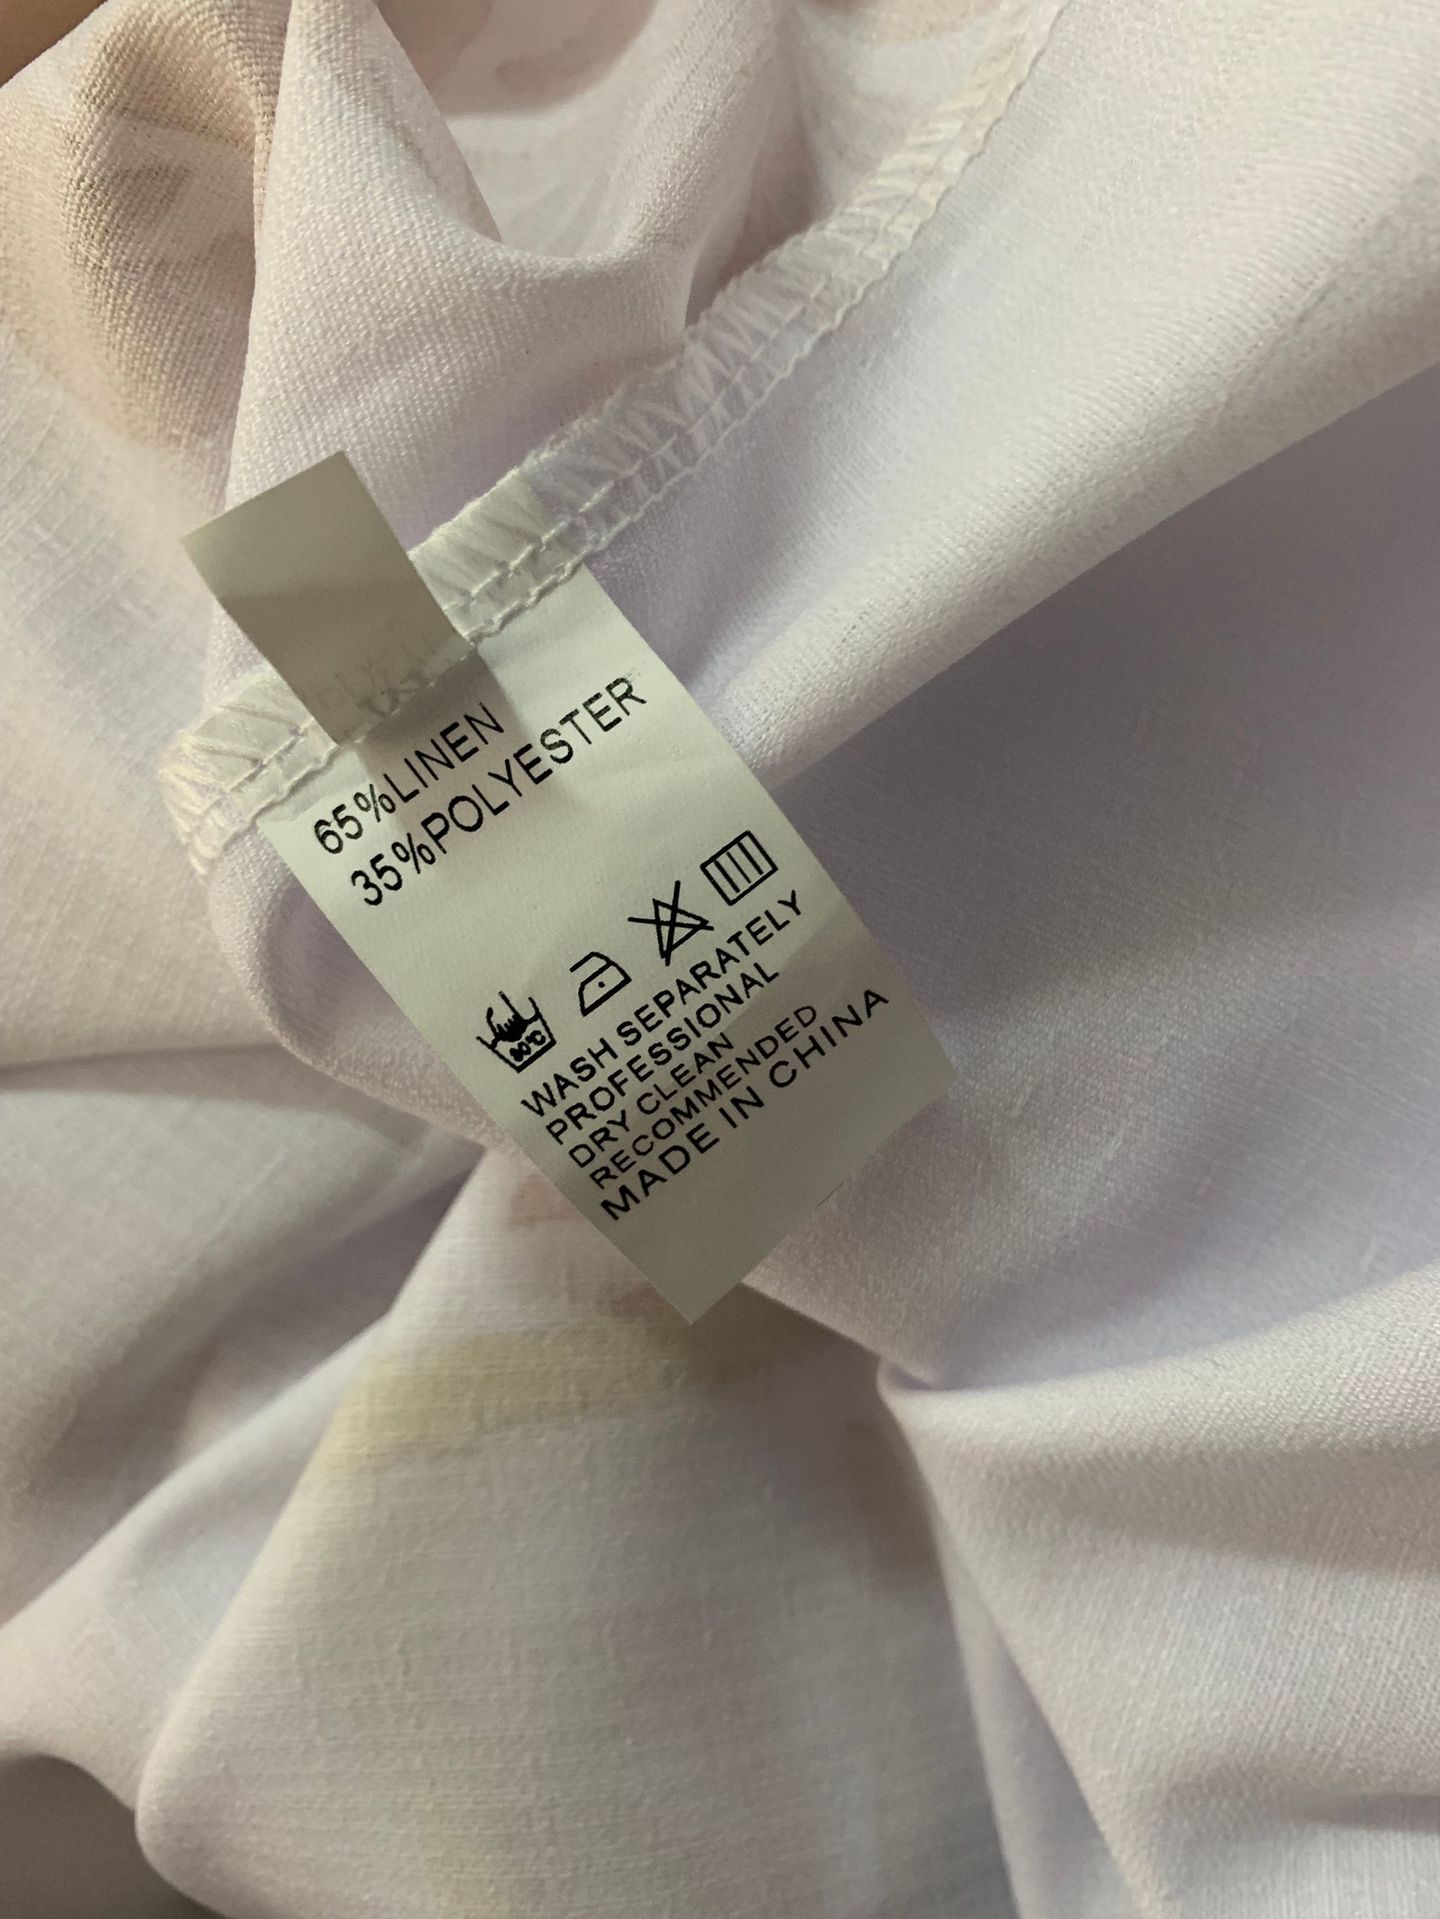 65%LINEN
35%POLYESTER
WASH SEPARATELY
PROFESSIONAL
DRY CLEAN
RECOMMENDED
MADE IN CHINA